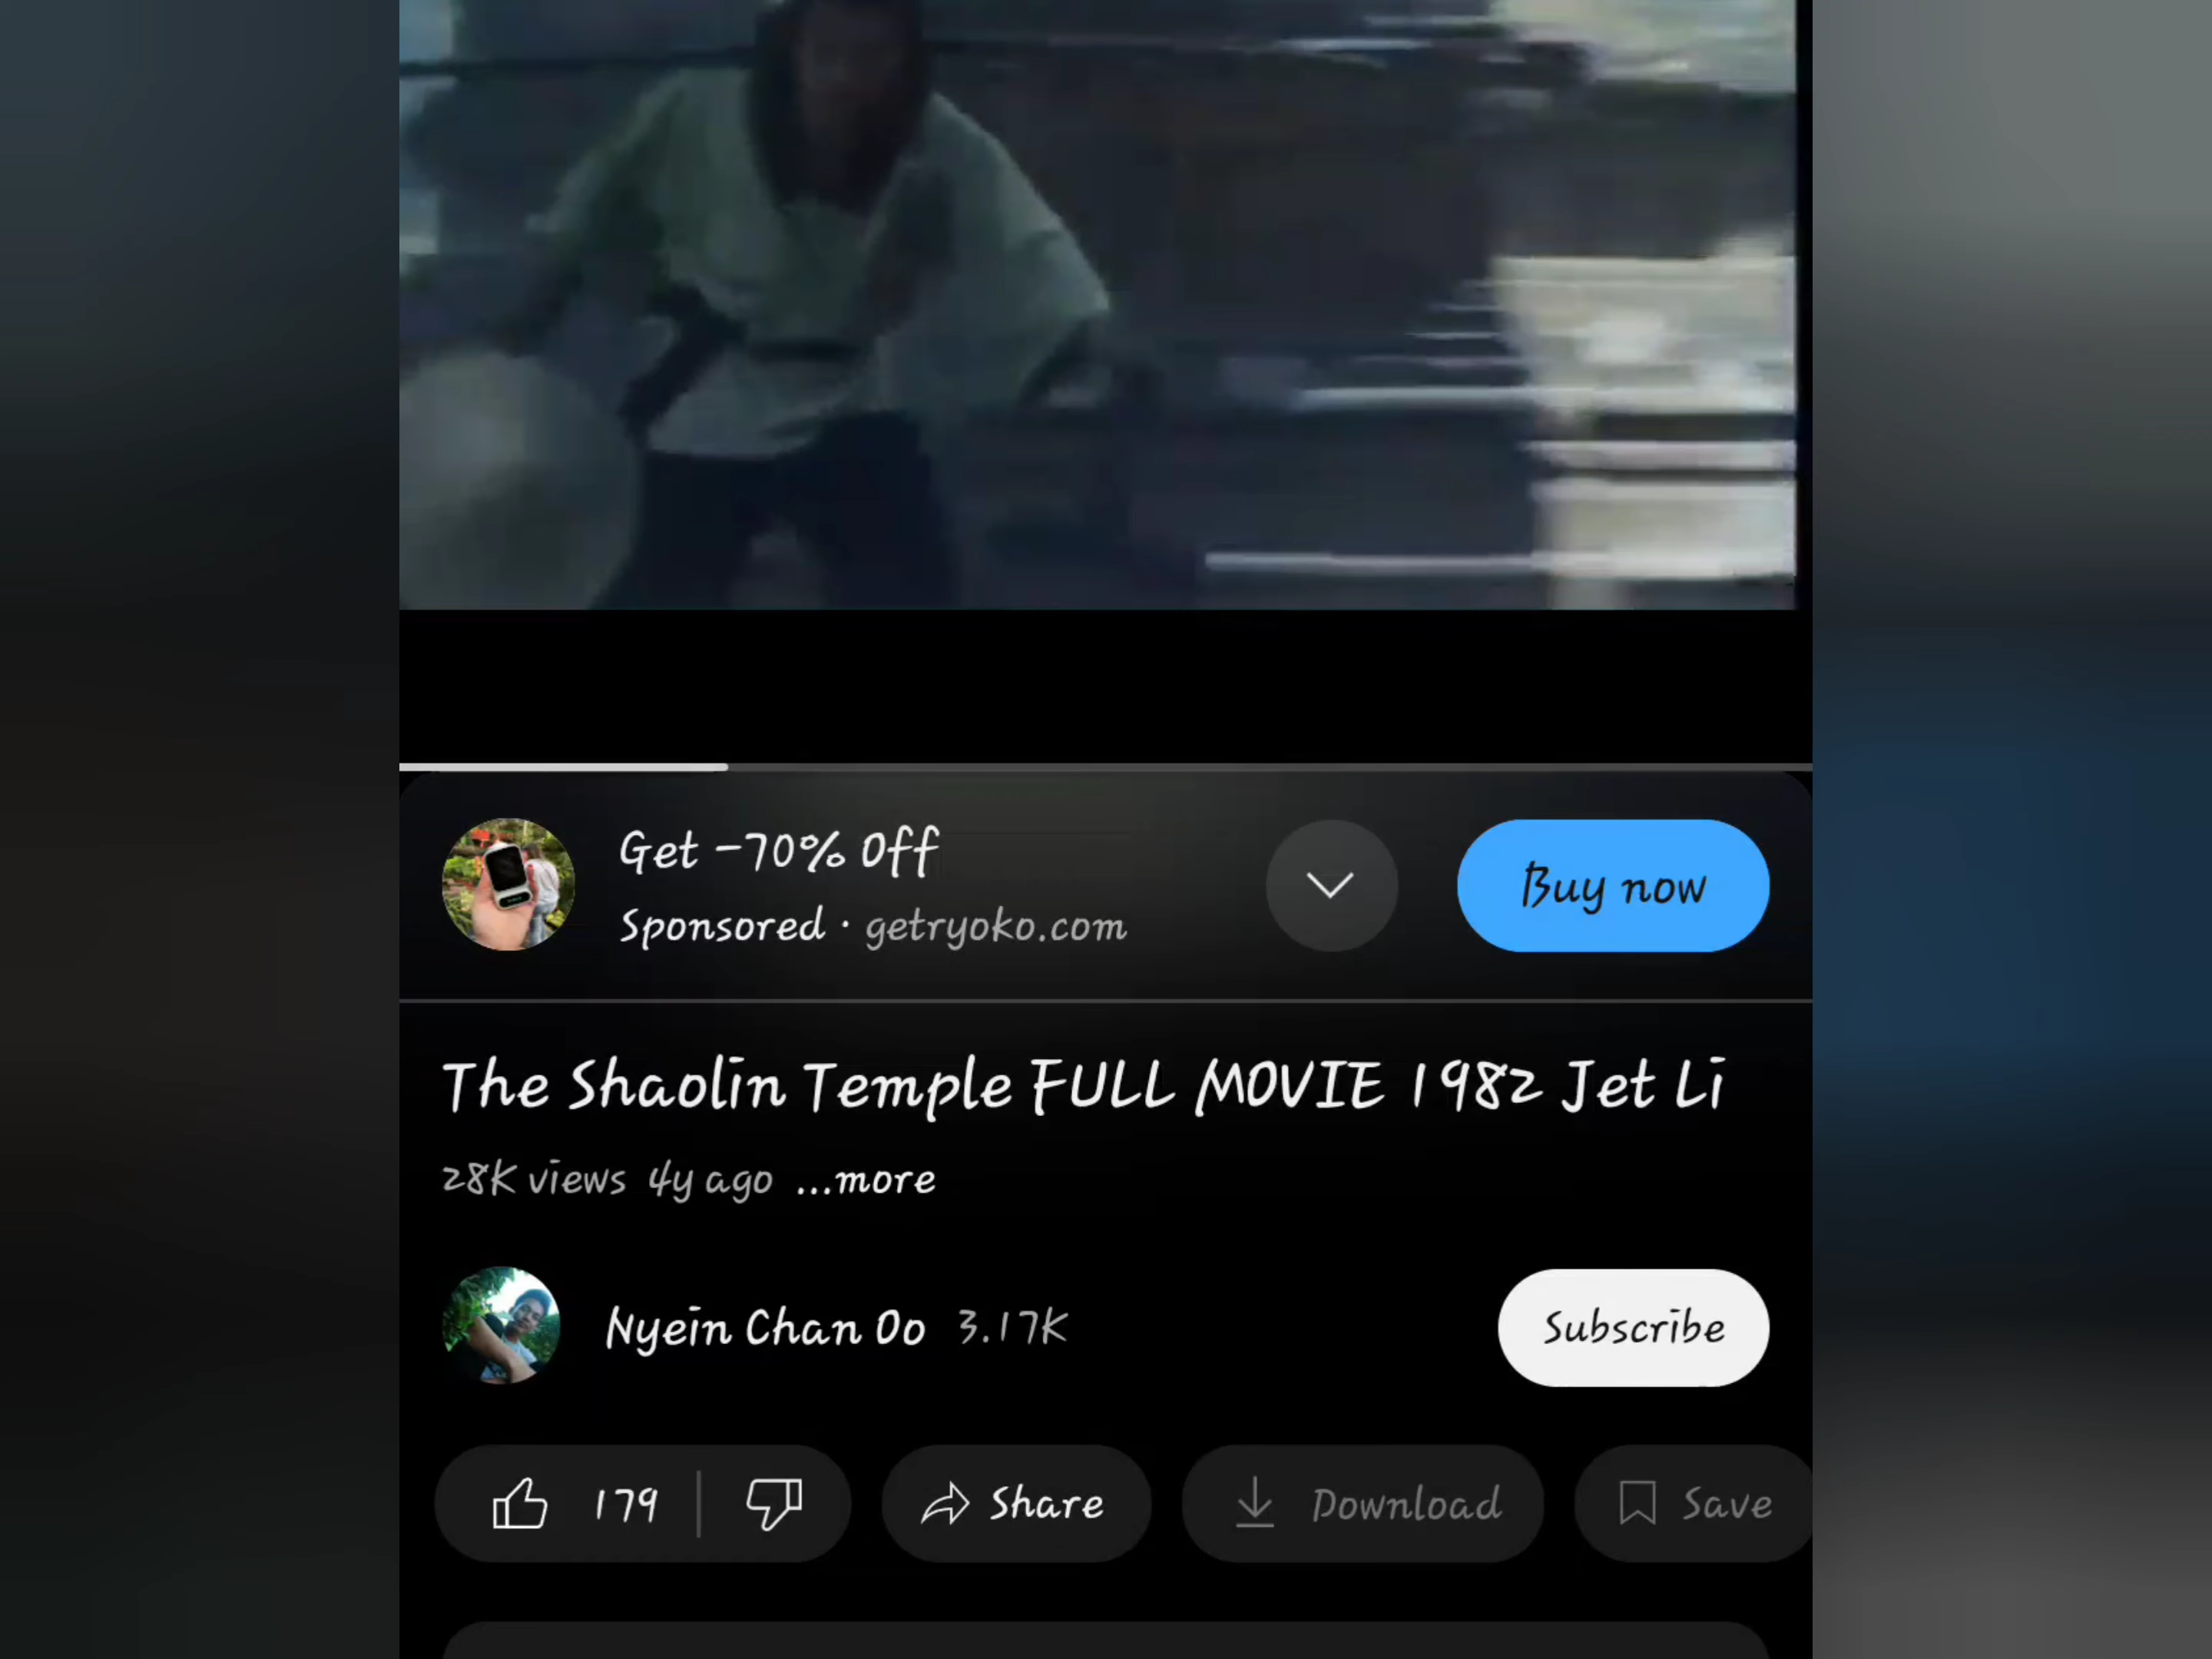 Get -70% Off
Sponsored · getryoko.com
Buy now
The Shaolin Temple FULL MOVIE 1982 Jet Li
28K views 4y ago ...more
Nyein Chan Oo 3.17K
Subscribe
179
Share
Download
Save